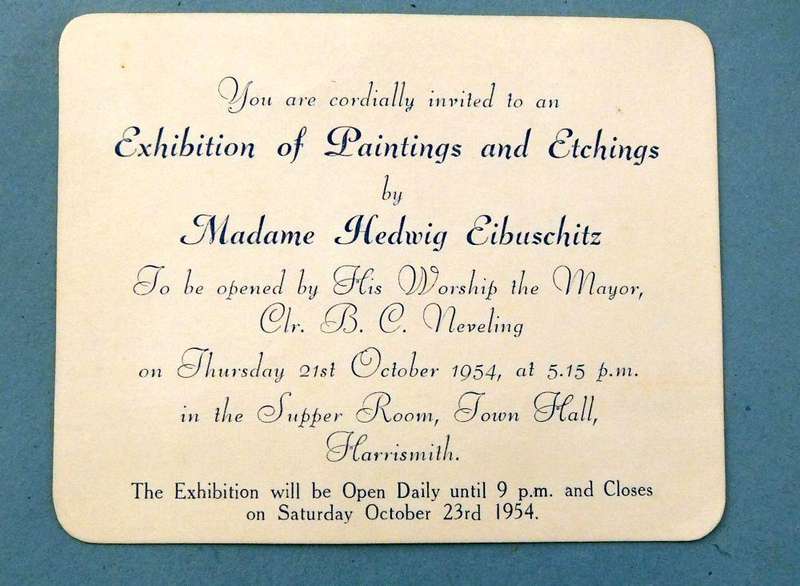 You are cordially invited to an
Exhibition of Paintings and Etchings
by
Madame Hedwig Eibuschitz
To be opened by His Worship the Mayor,
Clr. B. C. Neveling
on Thursday 21st October 1954, at 5.15 p.m.
in the Supper Room, Town Hall,
Harrismith.
The Exhibition will be Open Daily until 9 p.m. and Closes
on Saturday October 23rd 1954.